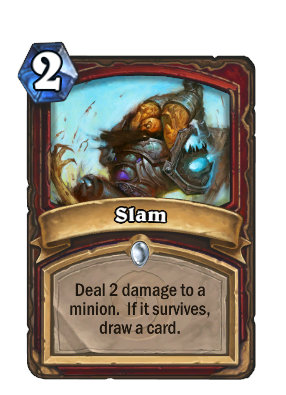 2
Slam
Deal 2 damage to a
minion. If it survives,
draw a card.